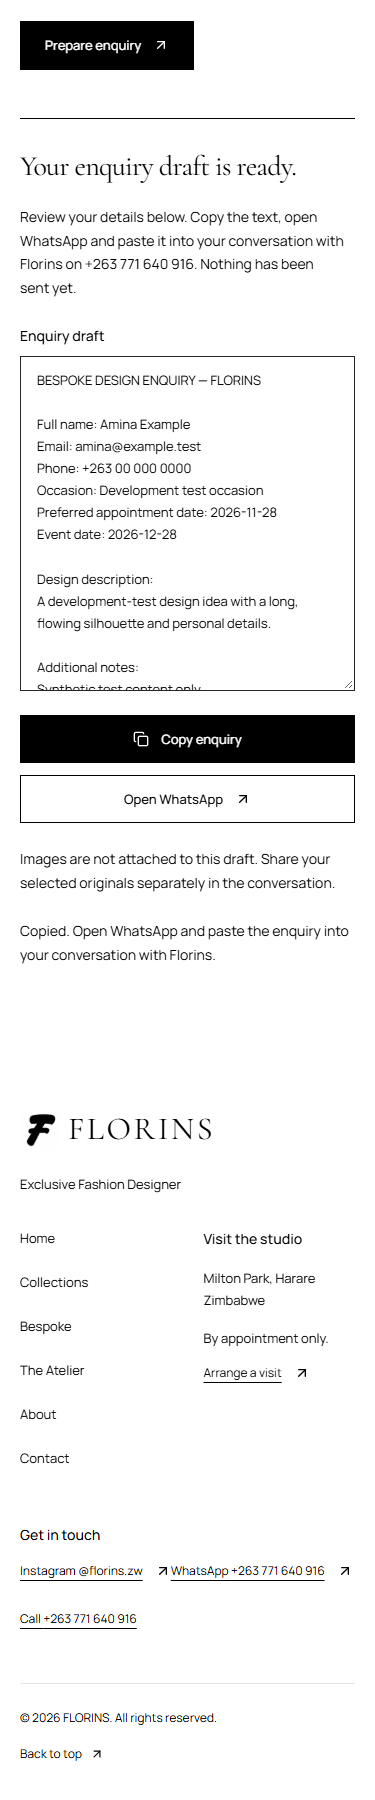 Prepare enquiry
Your enquiry draft is ready.
Review your details below. Copy the text, open
WhatsApp and paste it into your conversation with
Florins on +263 771 640 916. Nothing has been
sent yet.
Enquiry draft
BESPOKE DESIGN ENQUIRY — FLORINS
Full name: Amina Example
Email: amina@example.test
Phone: +263 00 000 0000
Occasion: Development test occasion
Preferred appointment date: 2026-11-28
Event date: 2026-12-28
Design description:
A development-test design idea with a long,
flowing silhouette and personal details.
Additional notes:
Synthetic test content only
Copy enquiry
Open WhatsApp
Images are not attached to this draft. Share your
selected originals separately in the conversation.
Copied. Open WhatsApp and paste the enquiry into
your conversation with Florins.
F FLORINS
Exclusive Fashion Designer
Home
Collections
Bespoke
The Atelier
About
Contact
Visit the studio
Milton Park, Harare
Zimbabwe
By appointment only.
Arrange a visit
Get in touch
Instagram @florins.zw WhatsApp +263 771 640 916
Call +263 771 640 916
© 2026 FLORINS. All rights reserved.
Back to top